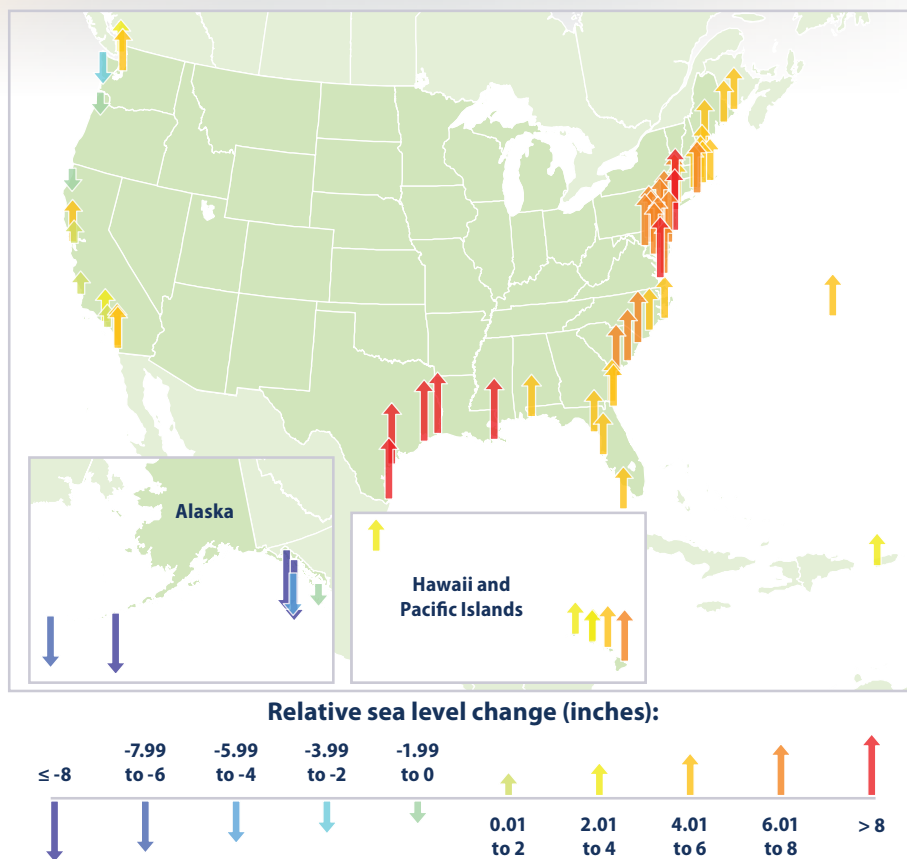 Alaska
Hawaii and
Pacific Islands
Relative sea level change (inches):
≤ -8
-7.99
to -6
-5.99
to -4
-3.99
to -2
-1.99
to 0
0.01
to 2
2.01
to 4
4.01
to 6
6.01
to 8
> 8